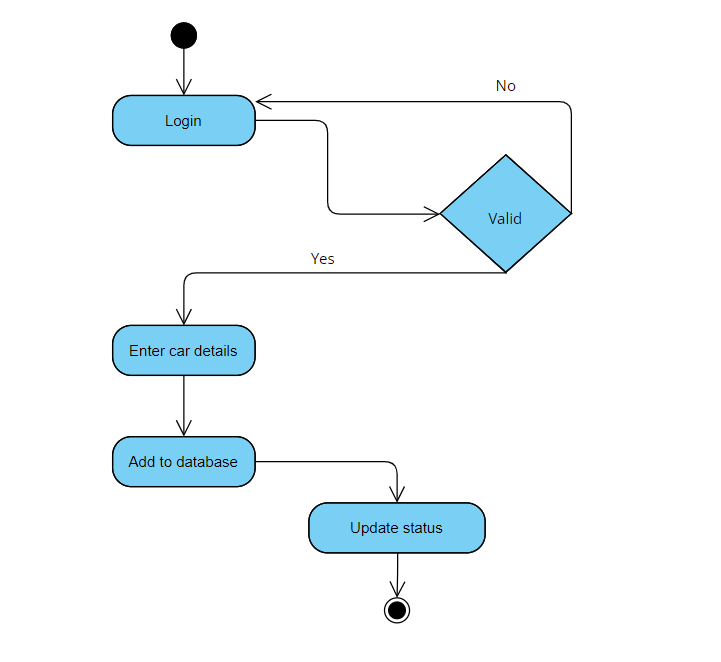 No
Login
Valid
Yes
Enter car details
Add to database
Update status